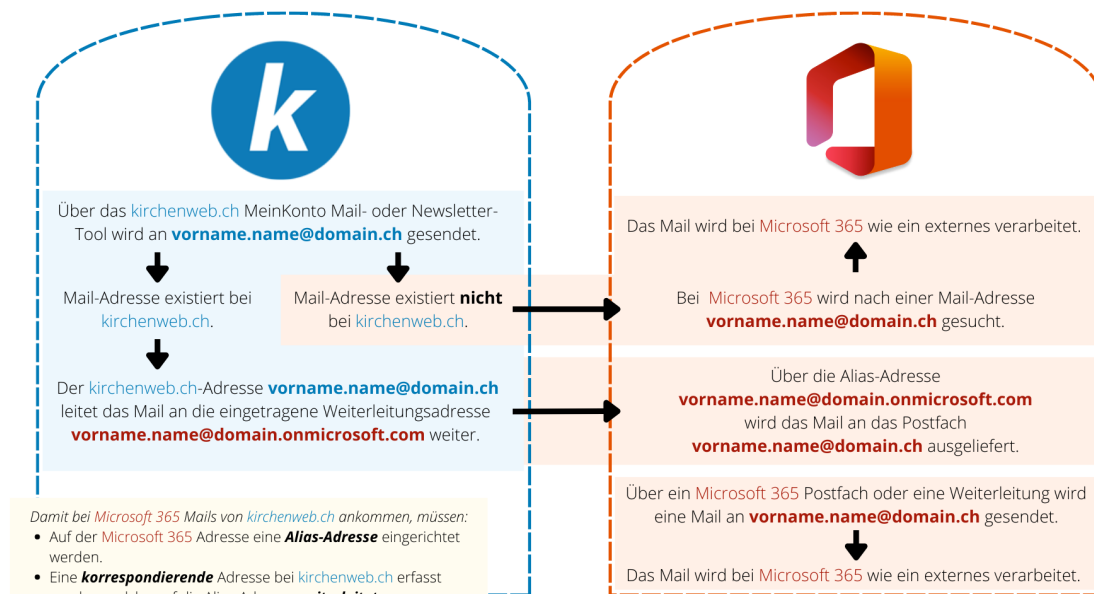 k
Über das kirchenweb.ch MeinKonto Mail- oder Newsletter-
Tool wird an vorname.name@domain.ch gesendet.
Mail-Adresse existiert bei
kirchenweb.ch.
Mail-Adresse existiert nicht
bei kirchenweb.ch.
Der kirchenweb.ch-Adresse vorname.name@domain.ch
leitet das Mail an die eingetragene Weiterleitungsadresse
vorname.name@domain.onmicrosoft.com weiter.
Damit bei Microsoft 365 Mails von kirchenweb.ch ankommen, müssen:
• Auf der Microsoft 365 Adresse eine Alias-Adresse eingerichtet
werden.
• Eine korrespondierende Adresse bei kirchenweb.ch erfasst
Das Mail wird bei Microsoft 365 wie ein externes verarbeitet.
Bei Microsoft 365 wird nach einer Mail-Adresse
vorname.name@domain.ch gesucht.
Über die Alias-Adresse
vorname.name@domain.onmicrosoft.com
wird das Mail an das Postfach
vorname.name@domain.ch ausgeliefert.
Über ein Microsoft 365 Postfach oder eine Weiterleitung wird
eine Mail an vorname.name@domain.ch gesendet.
Das Mail wird bei Microsoft 365 wie ein externes verarbeitet.